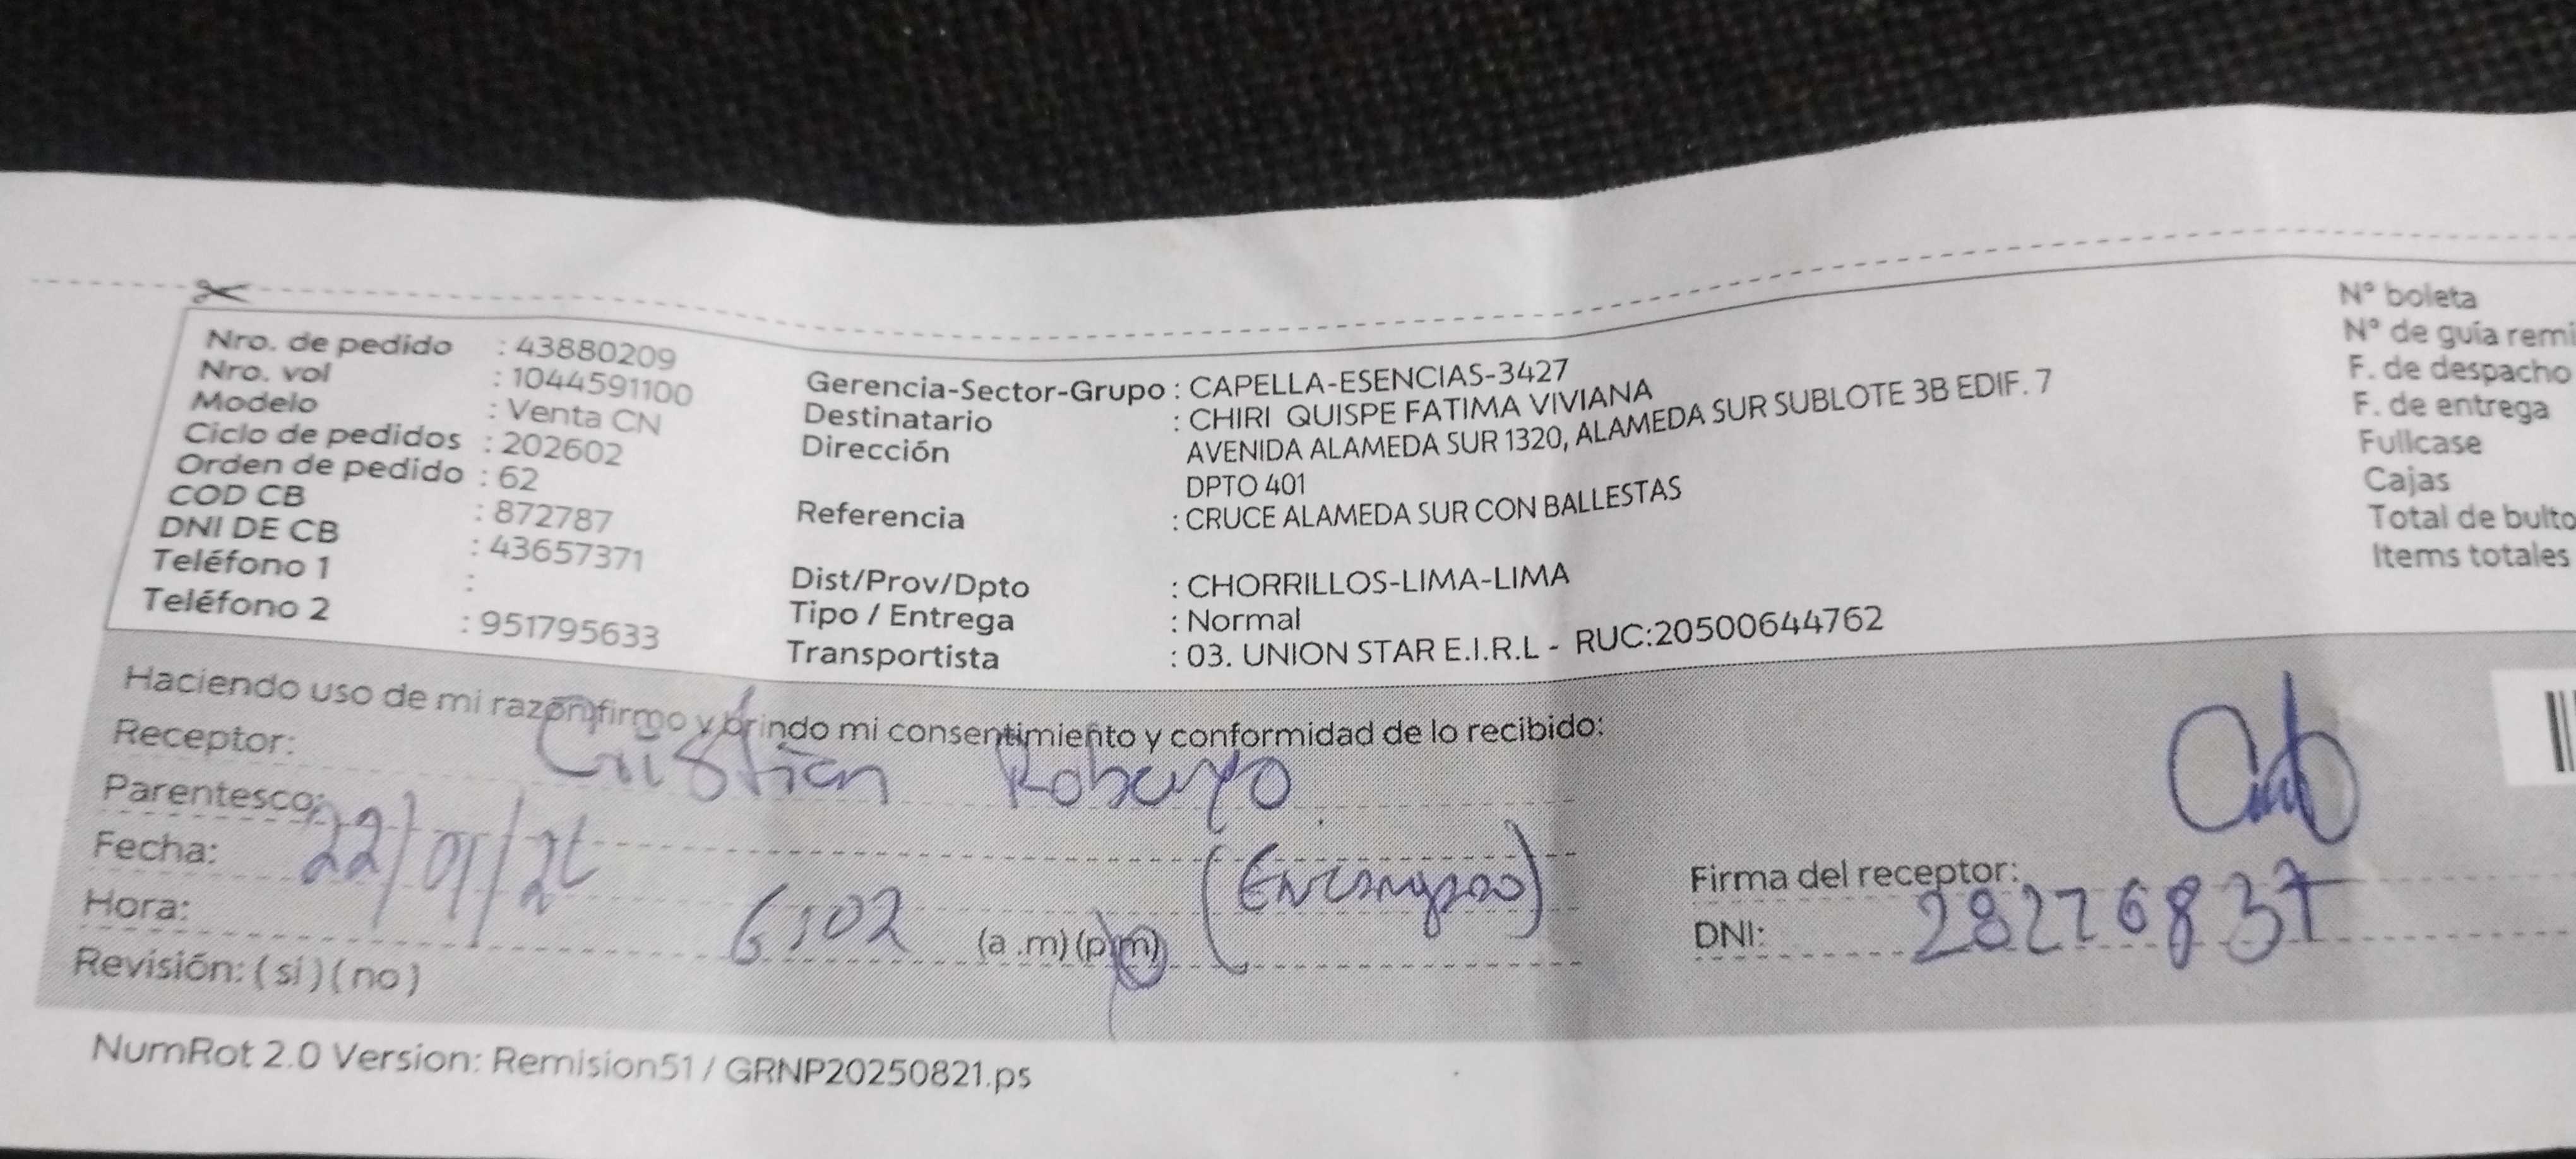 Nro. de pedido : 43880209
Nro. vol : 1044591100
Modelo : Venta CN
Ciclo de pedidos : 202602
Orden de pedido : 62
COD CB : 872787
DNI DE CB : 43657371
Teléfono 1 :
Teléfono 2 : 951795633
Gerencia-Sector-Grupo : CAPELLA-ESENCIAS-3427
Destinatario : CHIRI QUISPE FATIMA VIVIANA
Dirección AVENIDA ALAMEDA SUR 1320, ALAMEDA SUR SUBLOTE 3B EDIF. 7
DPTO 401
Referencia : CRUCE ALAMEDA SUR CON BALLESTAS
Dist/Prov/Dpto : CHORRILLOS-LIMA-LIMA
Tipo / Entrega : Normal
Transportista : 03. UNION STAR E.I.R.L - RUC:20500644762
N° boleta
N° de guía remi
F. de despacho
F. de entrega
Fullcase
Cajas
Total de bulto
Items totales
Haciendo uso de mi razón firmo y brindo mi consentimiento y conformidad de lo recibido:
Receptor: Cristian Robayo
Parentesco:
Fecha: 22/01/26
Hora: 6:02 (a .m) (p.m)
Revisión: ( si ) ( no )
Firma del receptor:
DNI: 28276837
NumRot 2.0 Version: Remision51 / GRNP20250821.ps